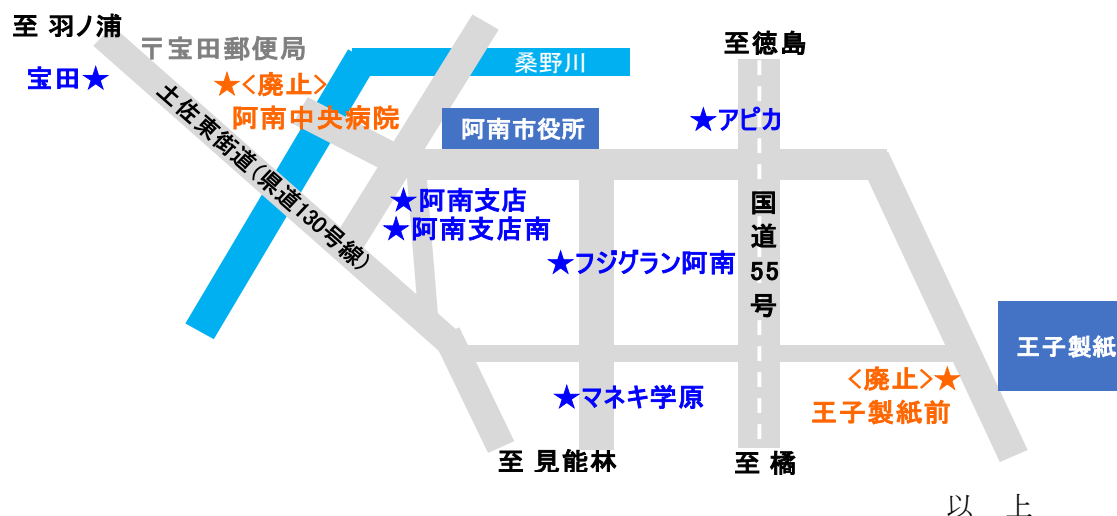 至 羽ノ浦
〒宝田郵便局
宝田★
★<廃止>
阿南中央病院
土佐東街道(県道130号線)
桑野川
阿南市役所
至徳島
★アピカ
★阿南支店
★阿南支店南
★フジグラン阿南
国道55号
王子製紙
<廃止>★
王子製紙前
★マネキ学原
至 見能林
至 橘
以 上